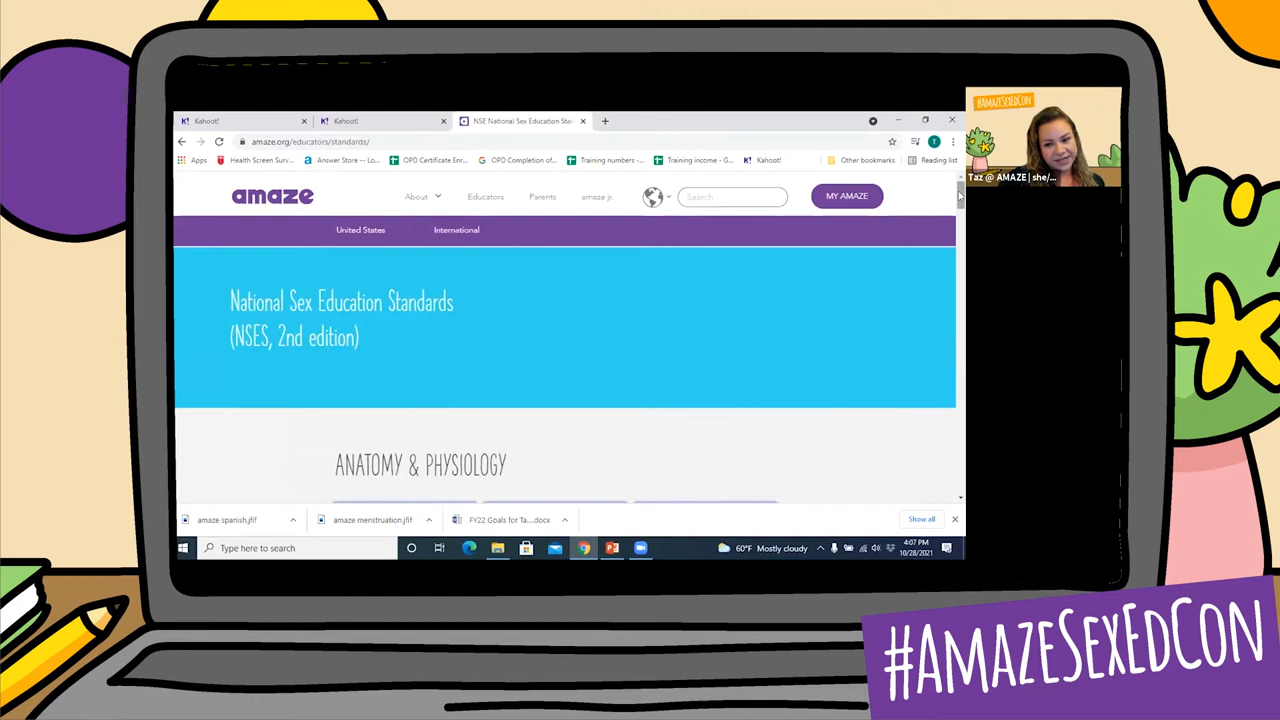 Kahoot!
Kahoot!
NSE National Sex Education Stan
amaze.org/educators/standards/
T
Apps
Health Screen Surv...
Answer Store -- Lo...
OPD Certificate Enr...
OPD Completion of...
Training numbers -...
Training income - G...
Kahoot!
Other bookmarks
Reading list
amaze
About
Educators
Parents
amaze jr.
Search
MY AMAZE
United States
International
National Sex Education Standards
(NSES, 2nd edition)
ANATOMY & PHYSIOLOGY
amaze spanish.jfif
amaze menstruation.jfif
FY22 Goals for Ta....docx
Show all
Type here to search
60°F Mostly cloudy
4:07 PM
10/28/2021
#AMAZESEXEDCON
Taz @ AMAZE | she/...
#AMAZESEXEDCON